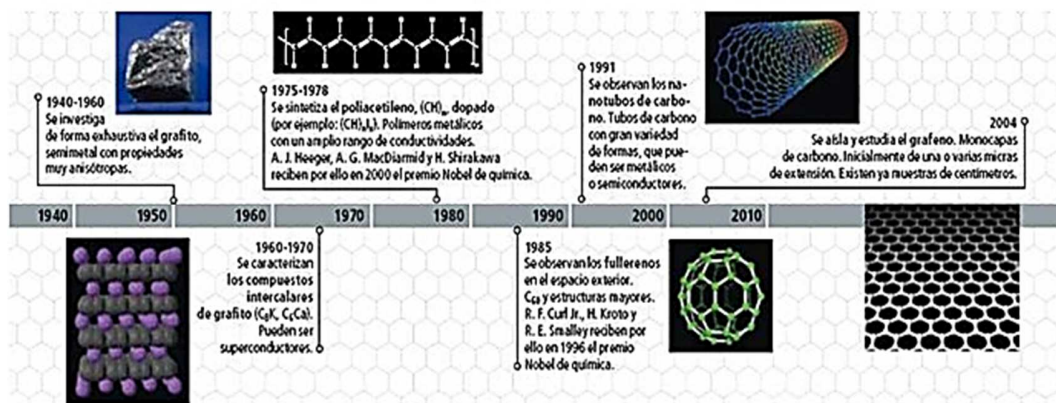 1940-1960
Se investiga
de forma exhaustiva el grafito,
semimetal con propiedades
muy anisótropas.
1975-1978
Se sintetiza el poliacetileno, (CH)ₙ, dopado
(por ejemplo: (CH)ₙIₓ). Polímeros metálicos
con un amplio rango de conductividades.
A. J. Heeger, A. G. MacDiarmid y H. Shirakawa
reciben por ello en 2000 el premio Nobel de química.
1991
Se observan los na-
notubos de carbo-
no. Tubos de carbono
con gran variedad
de formas, que pue-
den ser metálicos
o semiconductores.
2004
Se aísla y estudia el grafeno. Monocapas
de carbono. Inicialmente de una o varias micras
de extensión. Existen ya muestras de centímetros.
1940 1950 1960 1970 1980 1990 2000 2010
1960-1970
Se caracterizan
los compuestos
intercalares
de grafito (C₈K, C₆Ca).
Pueden ser
superconductores.
1985
Se observan los fullerenos
en el espacio exterior.
C₆₀ y estructuras mayores.
R. F. Curl Jr., H. Kroto y
R. E. Smalley reciben por
ello en 1996 el premio
Nobel de química.